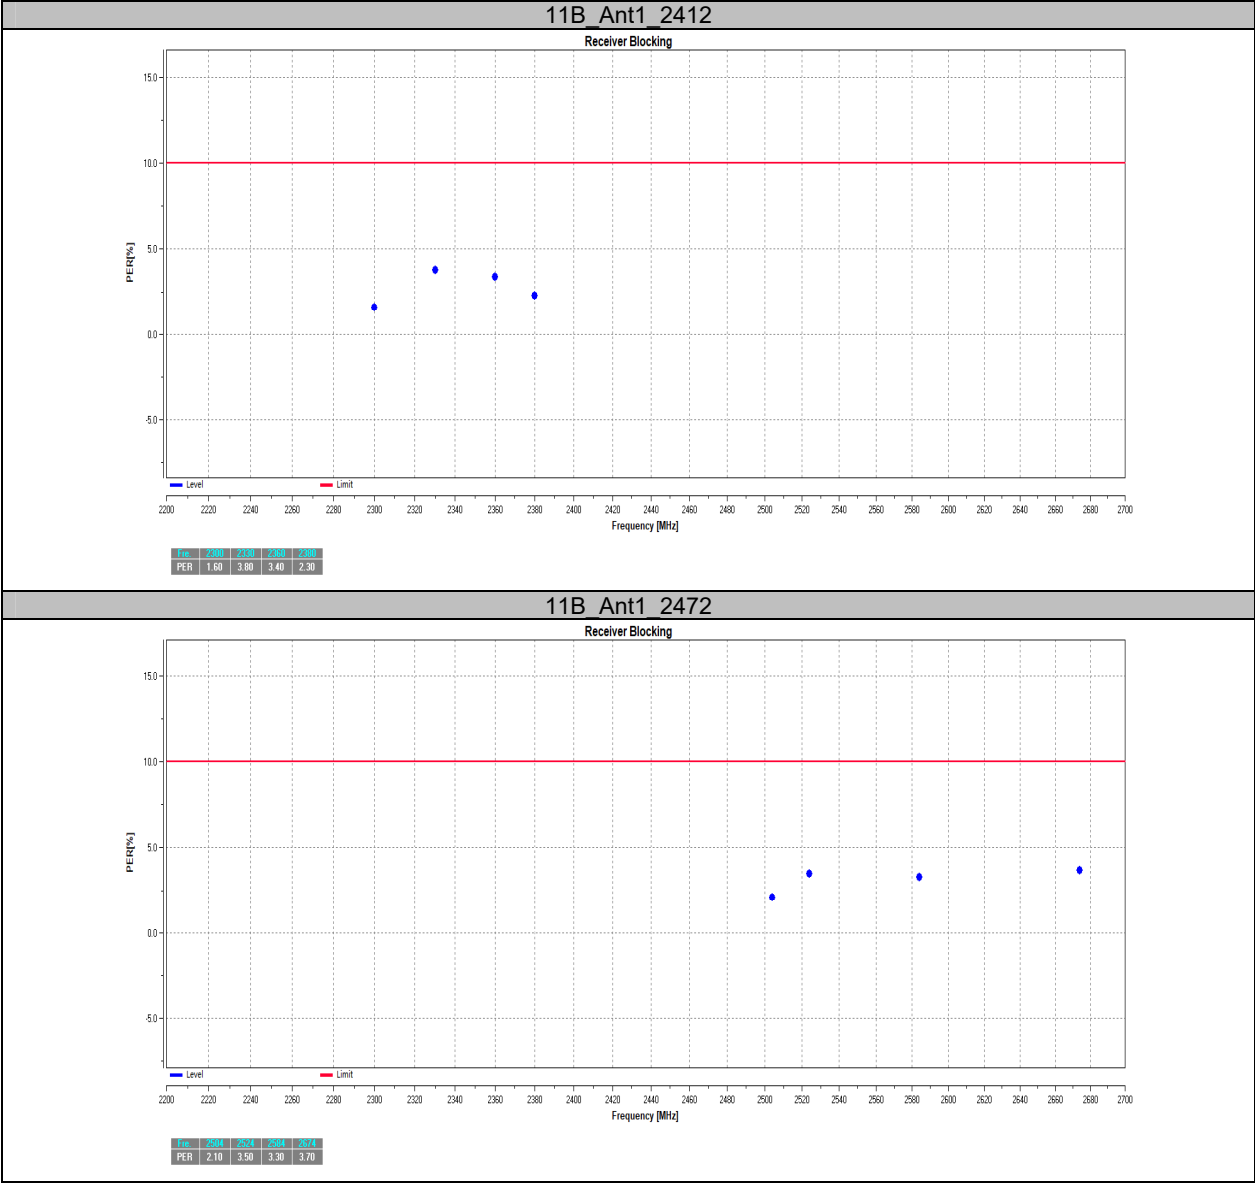 11B_Ant1_2412
Receiver Blocking
15.0
10.0
5.0
0.0
-5.0
PER[%]
Level Limit
2200 2220 2240 2260 2280 2300 2320 2340 2360 2380 2400 2420 2440 2460 2480 2500 2520 2540 2560 2580 2600 2620 2640 2660 2680 2700
Frequency [MHz]
Fre. 2300 2330 2360 2380
PER 1.60 3.80 3.40 2.30
11B_Ant1_2472
Receiver Blocking
15.0
10.0
5.0
0.0
-5.0
PER[%]
Level Limit
2200 2220 2240 2260 2280 2300 2320 2340 2360 2380 2400 2420 2440 2460 2480 2500 2520 2540 2560 2580 2600 2620 2640 2660 2680 2700
Frequency [MHz]
Fre. 2504 2524 2584 2674
PER 2.10 3.50 3.30 3.70